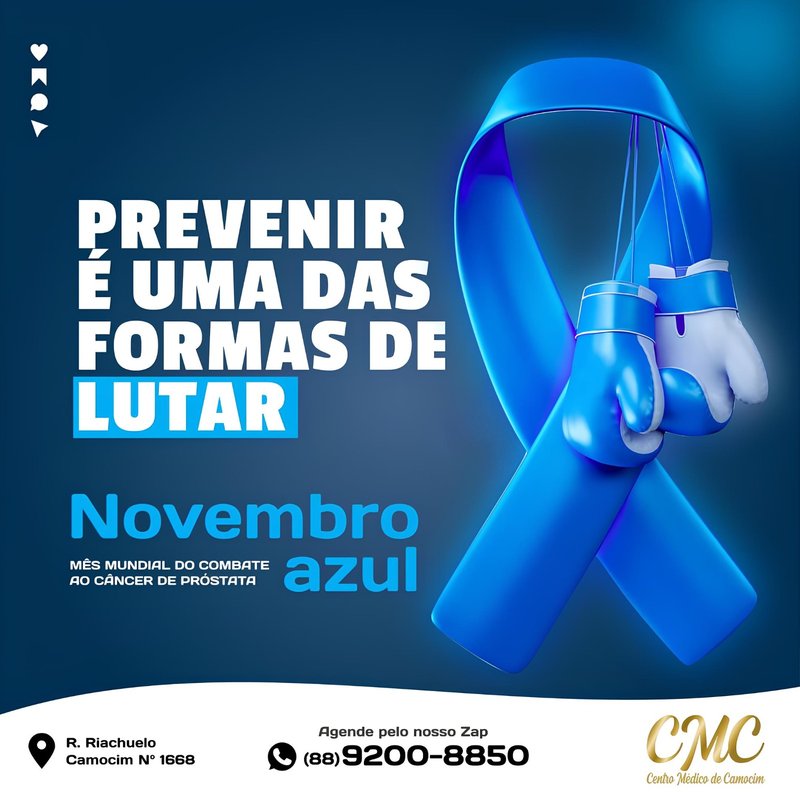 PREVENIR
É UMA DAS
FORMAS DE
LUTAR
Novembro
azul
MÊS MUNDIAL DO COMBATE
AO CÂNCER DE PRÓSTATA
R. Riachuelo
Camocim Nº 1668
Agende pelo nosso Zap
(88)9200-8850
CMC
Centro Mèdico de Camocim